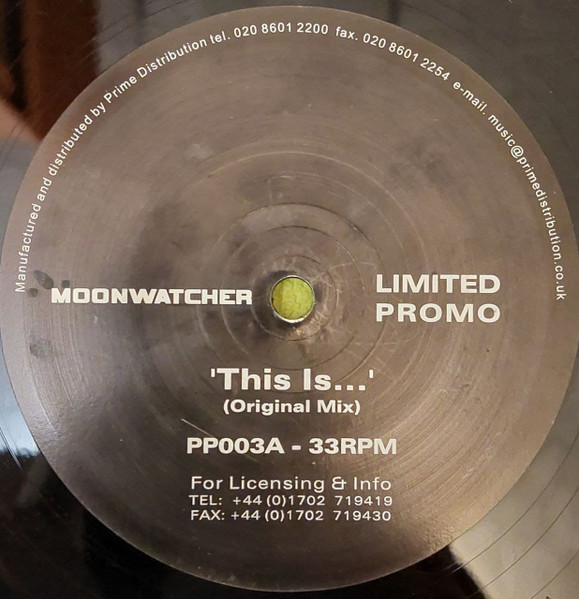 Manufactured and distributed by Prime Distribution tel. 020 8601 2200 fax. 020 8601 2254 e-mail. music@primedistribution.co.uk
MOONWATCHER
LIMITED
PROMO
'This Is...'
(Original Mix)
PP003A - 33RPM
For Licensing & Info
TEL: +44 (0)1702 719419
FAX: +44 (0)1702 719430